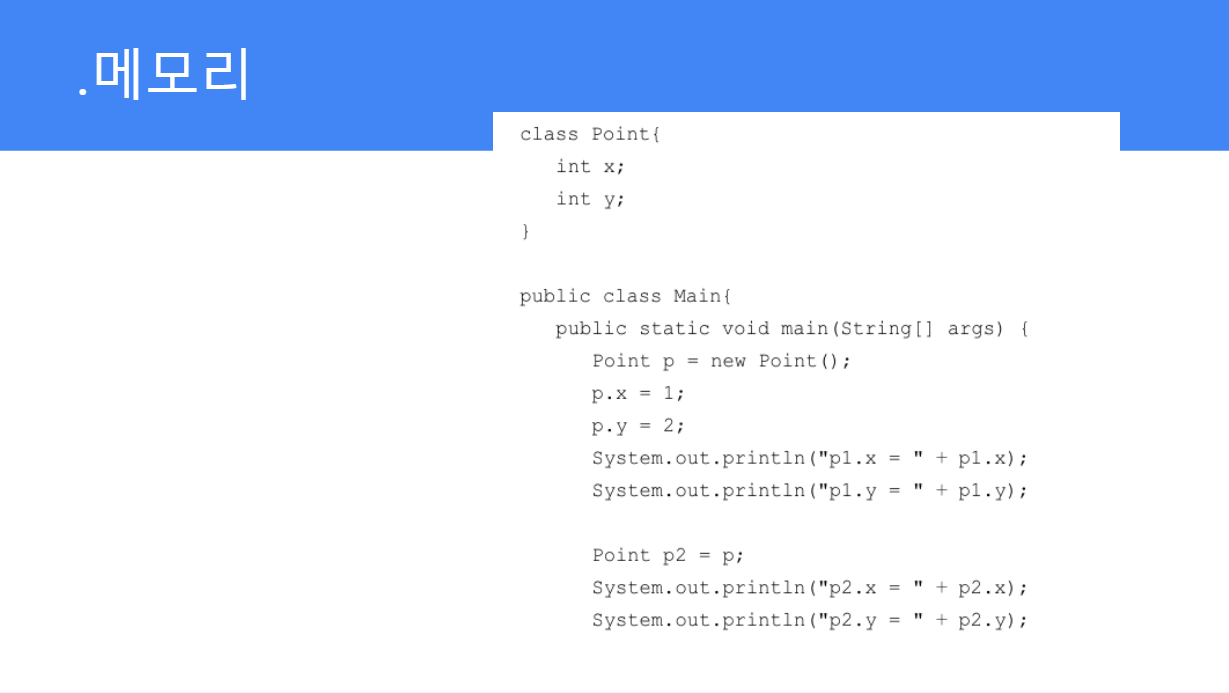 .메모리
class Point{
int x;
int y;
}
public class Main{
public static void main(String[] args) {
Point p = new Point();
p.x = 1;
p.y = 2;
System.out.println("p1.x = " + p1.x);
System.out.println("p1.y = " + p1.y);
Point p2 = p;
System.out.println("p2.x = " + p2.x);
System.out.println("p2.y = " + p2.y);